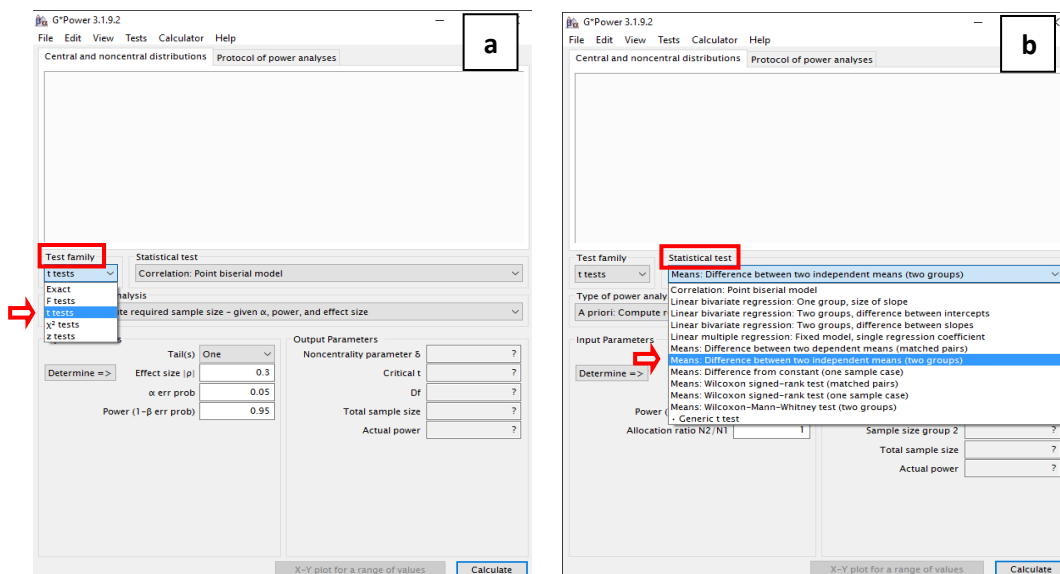 G*Power 3.1.9.2
a
File Edit View Tests Calculator Help
Central and noncentral distributions Protocol of power analyses
Test family
Statistical test
t tests
Correlation: Point biserial model
Exact
F tests
t tests
χ² tests
z tests
required sample size – given α, power, and effect size
Output Parameters
Tail(s) One
Noncentrality parameter δ ?
Determine =>
Effect size |ρ| 0.3
Critical t ?
α err prob 0.05
Df ?
Power (1-β err prob) 0.95
Total sample size ?
Actual power ?
X-Y plot for a range of values
Calculate
G*Power 3.1.9.2
b
File Edit View Tests Calculator Help
Central and noncentral distributions Protocol of power analyses
Test family
Statistical test
t tests
Means: Difference between two independent means (two groups)
Correlation: Point biserial model
Linear bivariate regression: One group, size of slope
Linear bivariate regression: Two groups, difference between intercepts
Linear bivariate regression: Two groups, difference between slopes
Linear multiple regression: Fixed model, single regression coefficient
Means: Difference between two dependent means (matched pairs)
Means: Difference between two independent means (two groups)
Means: Difference from constant (one sample case)
Means: Wilcoxon signed-rank test (matched pairs)
Means: Wilcoxon signed-rank test (one sample case)
Means: Wilcoxon-Mann-Whitney test (two groups)
· Generic t test
Type of power
A priori: Compute
Input Parameters
Determine =>
Power (
Allocation ratio N2/N1 1
Sample size group 2 ?
Total sample size ?
Actual power ?
X-Y plot for a range of values
Calculate